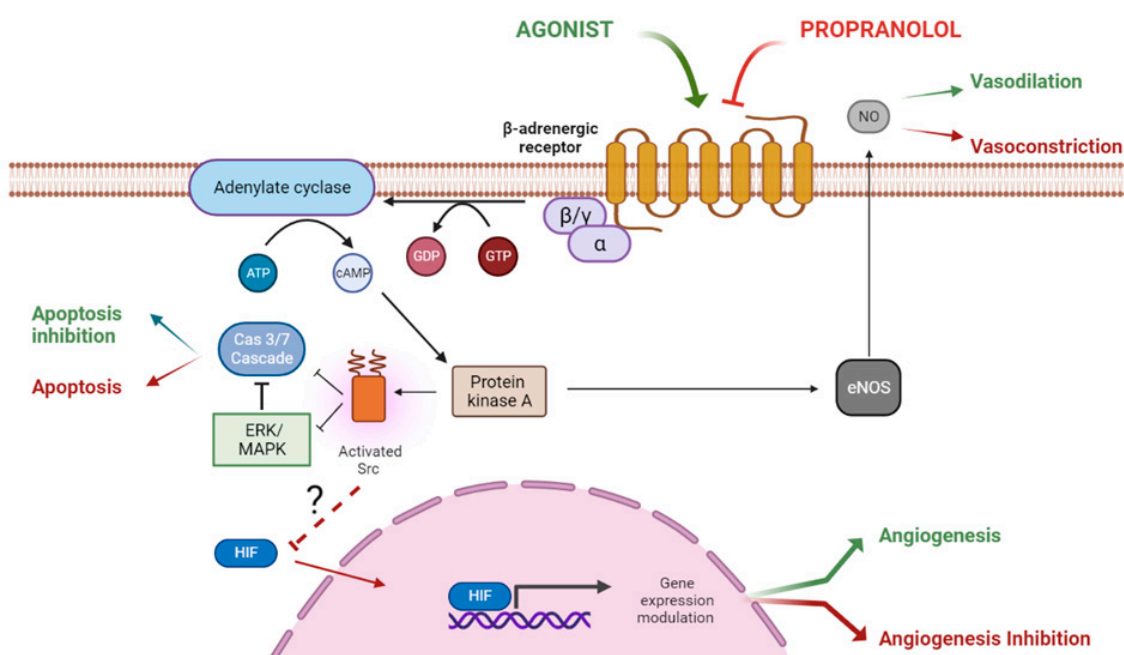 AGONIST
PROPRANOLOL
Vasodilation
NO
Vasoconstriction
β-adrenergic
receptor
Adenylate cyclase
β/γ
α
GDP
GTP
ATP
cAMP
Apoptosis
inhibition
Cas 3/7
Cascade
Apoptosis
Protein
kinase A
eNOS
ERK/
MAPK
Activated
Src
?
HIF
Angiogenesis
HIF
Gene
expression
modulation
Angiogenesis Inhibition